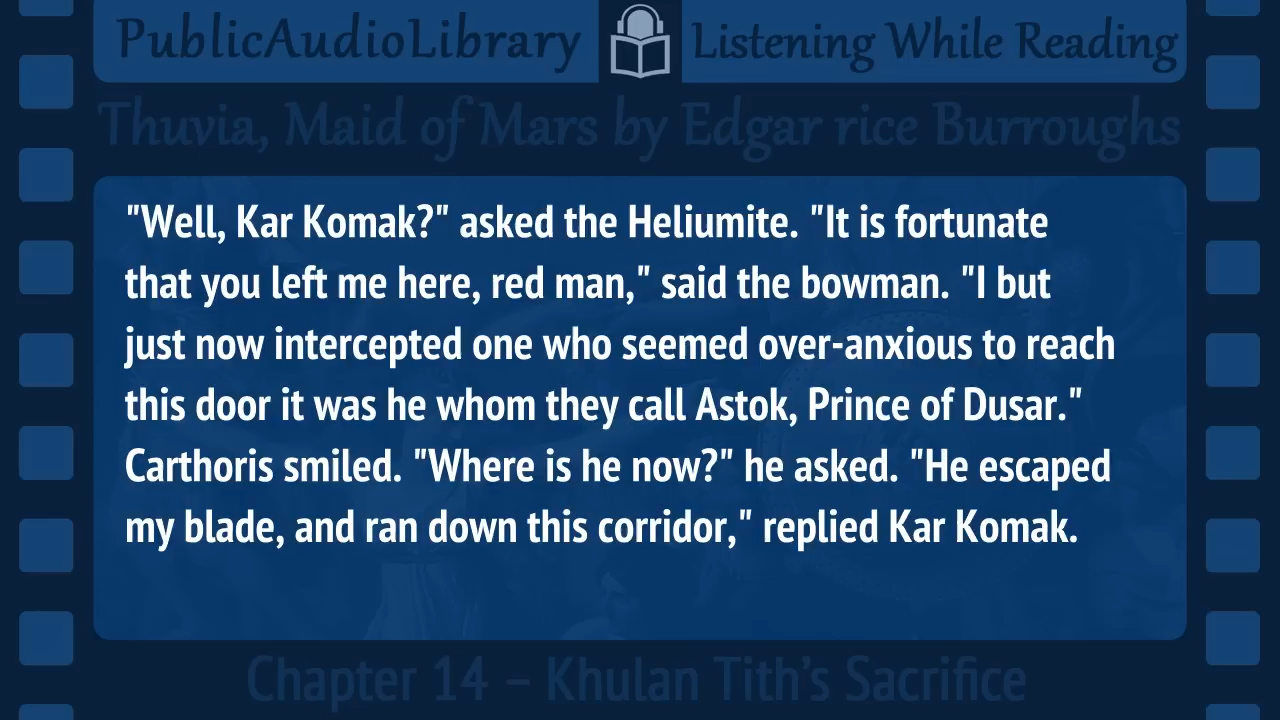 PublicAudioLibrary Listening While Reading
Thuvia, Maid of Mars by Edgar rice Burroughs
"Well, Kar Komak?" asked the Heliumite. "It is fortunate
that you left me here, red man," said the bowman. "I but
just now intercepted one who seemed over-anxious to reach
this door it was he whom they call Astok, Prince of Dusar."
Carthoris smiled. "Where is he now?" he asked. "He escaped
my blade, and ran down this corridor," replied Kar Komak.
Chapter 14 – Khulan Tith's Sacrifice